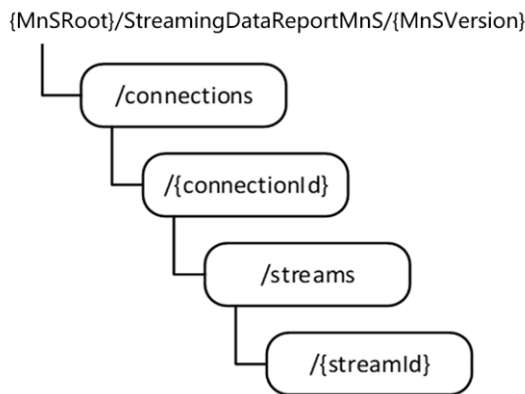 {MnSRoot}/StreamingDataReportMnS/{MnSVersion}
/connections
/{connectionId}
/streams
/{streamId}